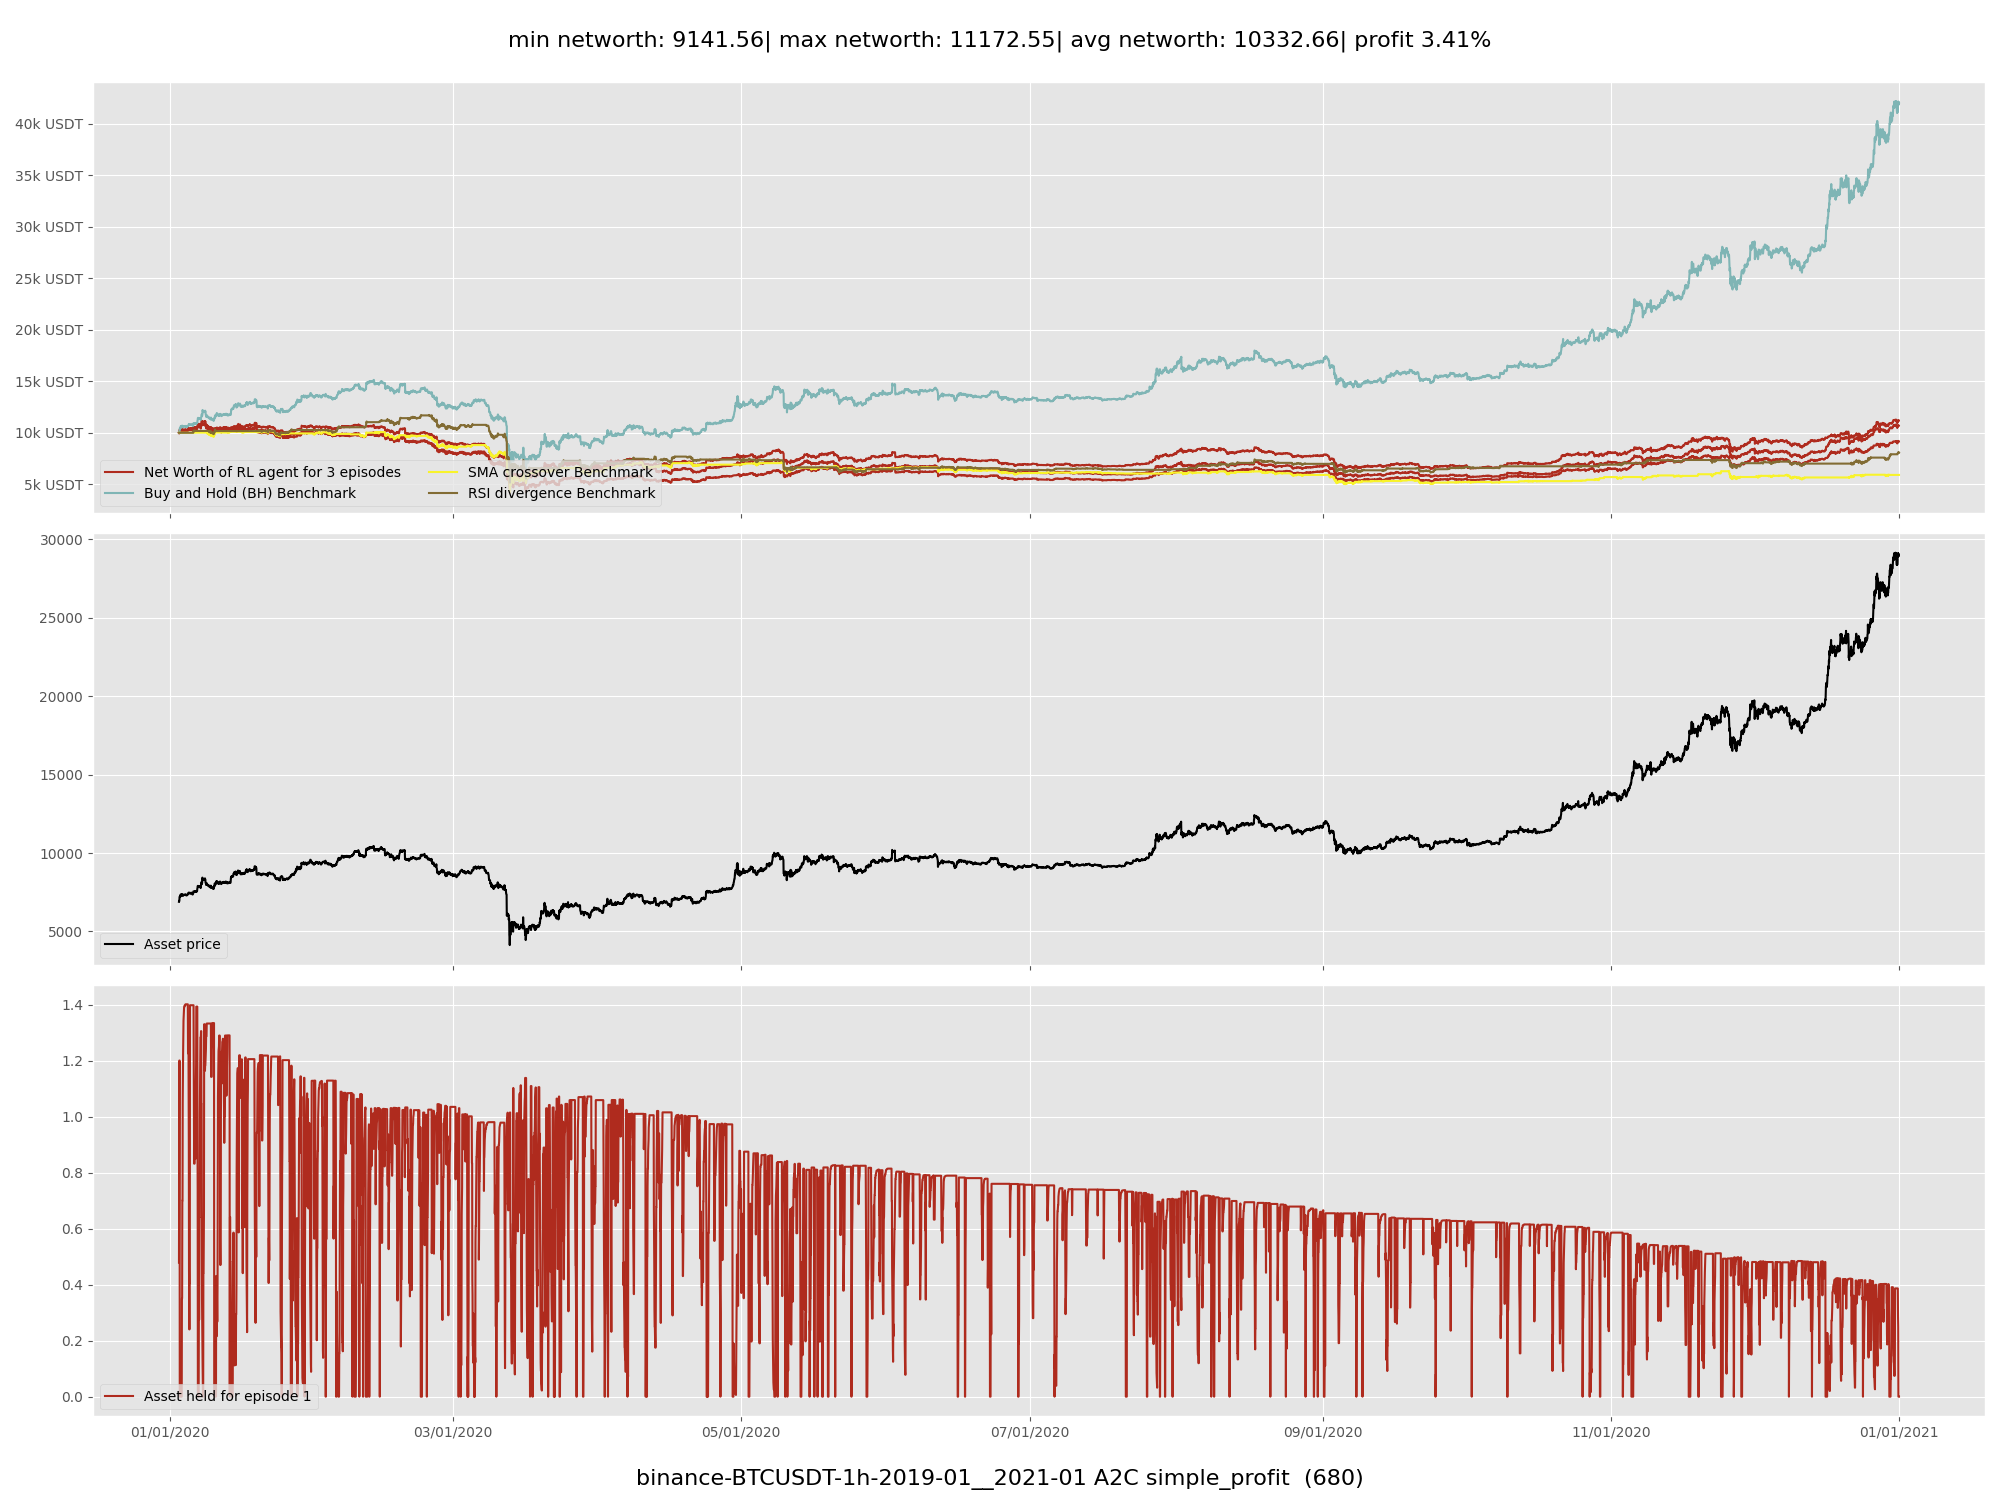 min networth: 9141.56| max networth: 11172.55| avg networth: 10332.66| profit 3.41%
40k USDT
35k USDT
30k USDT
25k USDT
20k USDT
15k USDT
10k USDT
5k USDT
Net Worth of RL agent for 3 episodes
Buy and Hold (BH) Benchmark
SMA crossover Benchmark
RSI divergence Benchmark
30000
25000
20000
15000
10000
5000
Asset price
1.4
1.2
1.0
0.8
0.6
0.4
0.2
0.0
Asset held for episode 1
01/01/2020 03/01/2020 05/01/2020 07/01/2020 09/01/2020 11/01/2020 01/01/2021
binance-BTCUSDT-1h-2019-01__2021-01 A2C simple_profit (680)